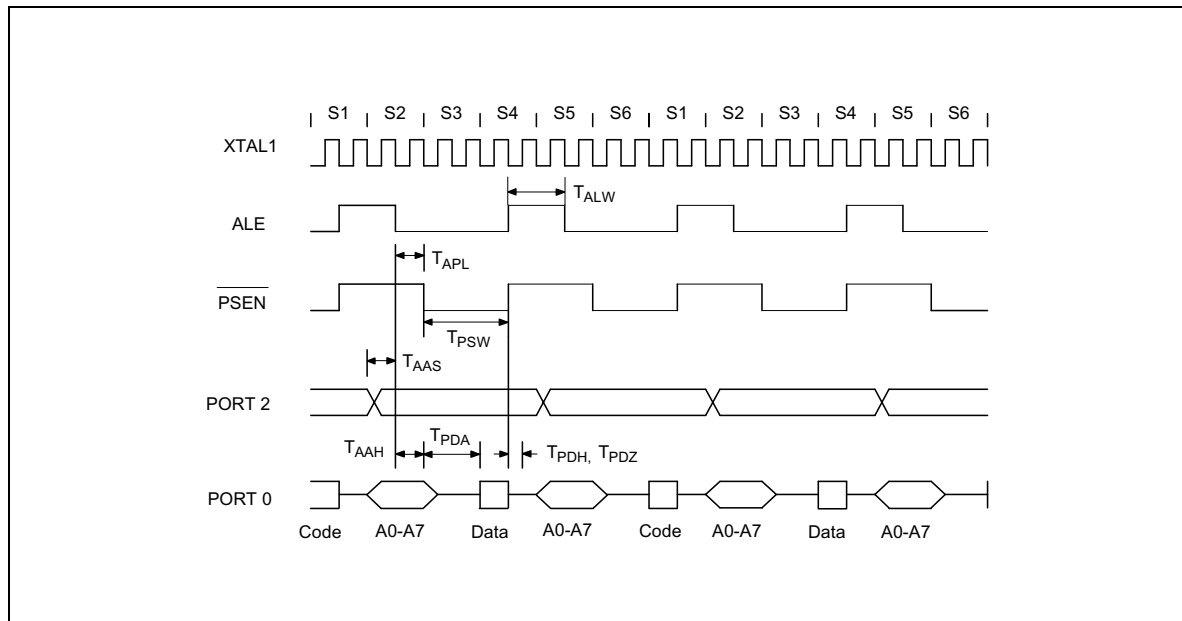 S1 S2 S3 S4 S5 S6 S1 S2 S3 S4 S5 S6
XTAL1
TALW
ALE
TAPL
PSEN
TPSW
TAAS
PORT 2
TAAH TPDA TPDH, TPDZ
PORT 0
Code A0-A7 Data A0-A7 Code A0-A7 Data A0-A7